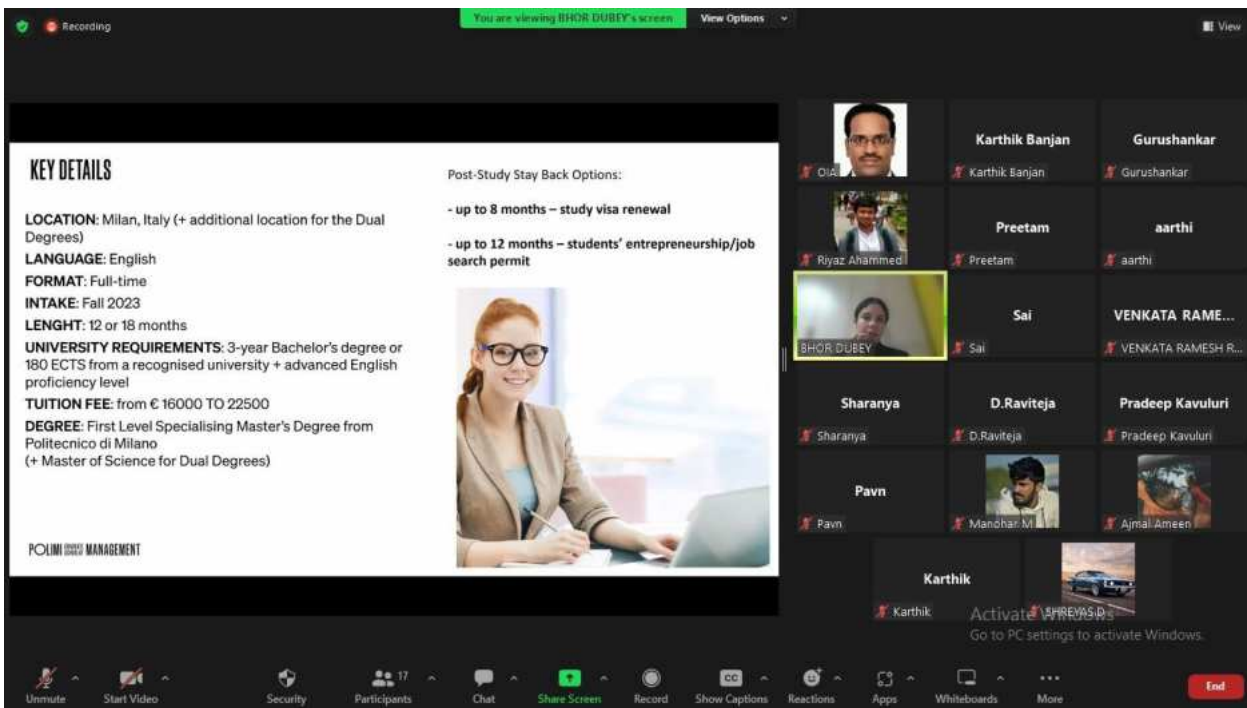 Recording
You are viewing BHOR DUBEY's screen
View Options
View
KEY DETAILS
LOCATION: Milan, Italy (+ additional location for the Dual
Degrees)
LANGUAGE: English
FORMAT: Full-time
INTAKE: Fall 2023
LENGHT: 12 or 18 months
UNIVERSITY REQUIREMENTS: 3-year Bachelor's degree or
180 ECTS from a recognised university + advanced English
proficiency level
TUITION FEE: from € 16000 TO 22500
DEGREE: First Level Specialising Master's Degree from
Politecnico di Milano
(+ Master of Science for Dual Degrees)
POLIMI
MANAGEMENT
Post-Study Stay Back Options:
- up to 8 months – study visa renewal
- up to 12 months – students' entrepreneurship/job
search permit
OIA
Karthik Banjan
Karthik Banjan
Gurushankar
Gurushankar
Riyaz Ahammed
Preetam
Preetam
aarthi
aarthi
BHOR DUBEY
Sai
Sai
VENKATA RAME...
VENKATA RAMESH R...
Sharanya
Sharanya
D.Raviteja
D.Raviteja
Pradeep Kavuluri
Pradeep Kavuluri
Pavn
Pavn
Manohar M
Ajmal Ameen
Karthik
Karthik
SHREYAS.D
Activate Windows
Go to PC settings to activate Windows.
Unmute
Start Video
Security
Participants
17
Chat
Share Screen
Record
CC
Show Captions
Reactions
Apps
Whiteboards
More
End